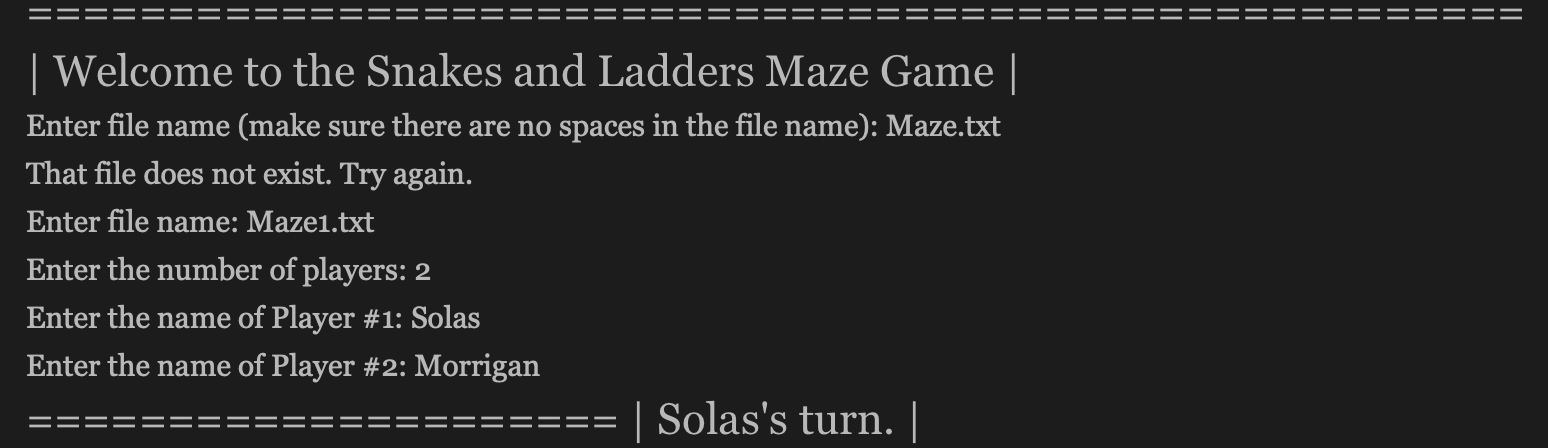 =====================================================
| Welcome to the Snakes and Ladders Maze Game |
Enter file name (make sure there are no spaces in the file name): Maze.txt
That file does not exist. Try again.
Enter file name: Maze1.txt
Enter the number of players: 2
Enter the name of Player #1: Solas
Enter the name of Player #2: Morrigan
===================== | Solas's turn. |